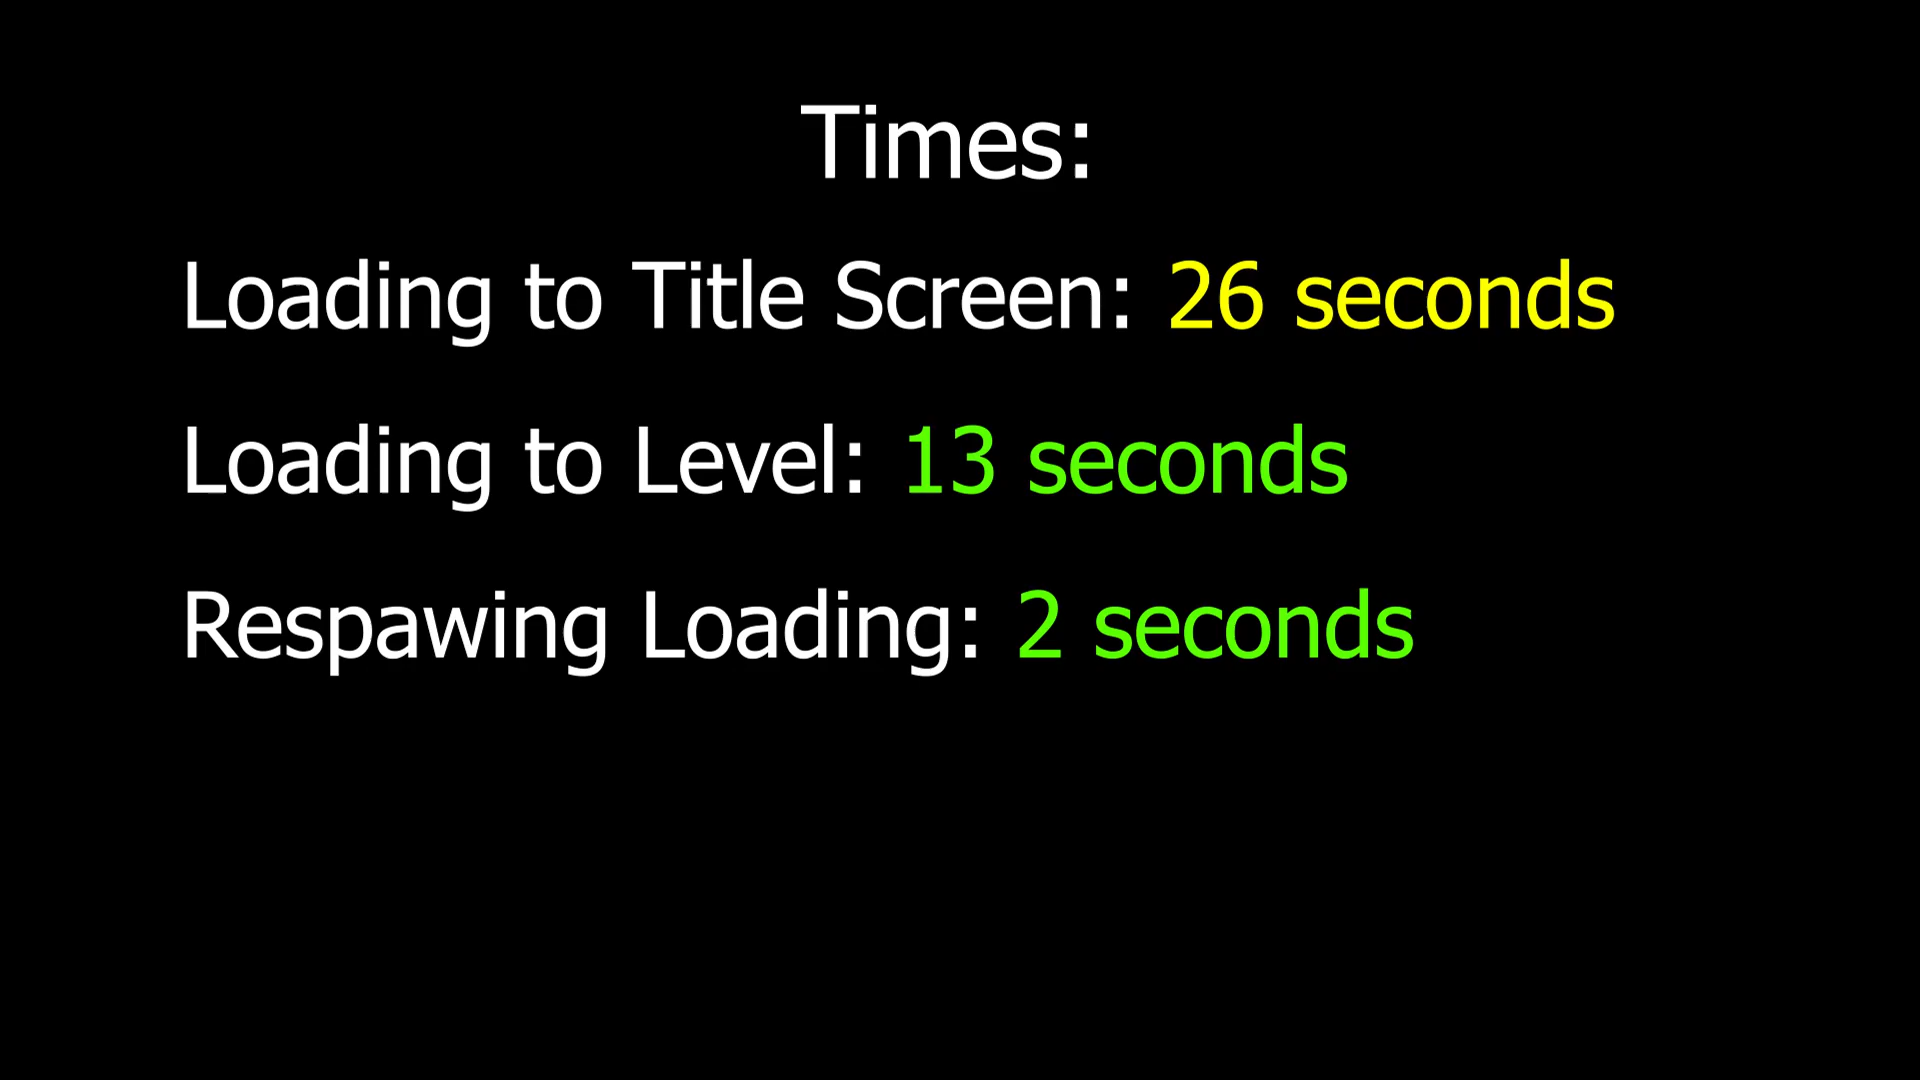 Times:
Loading to Title Screen: 26 seconds
Loading to Level: 13 seconds
Respawing Loading: 2 seconds